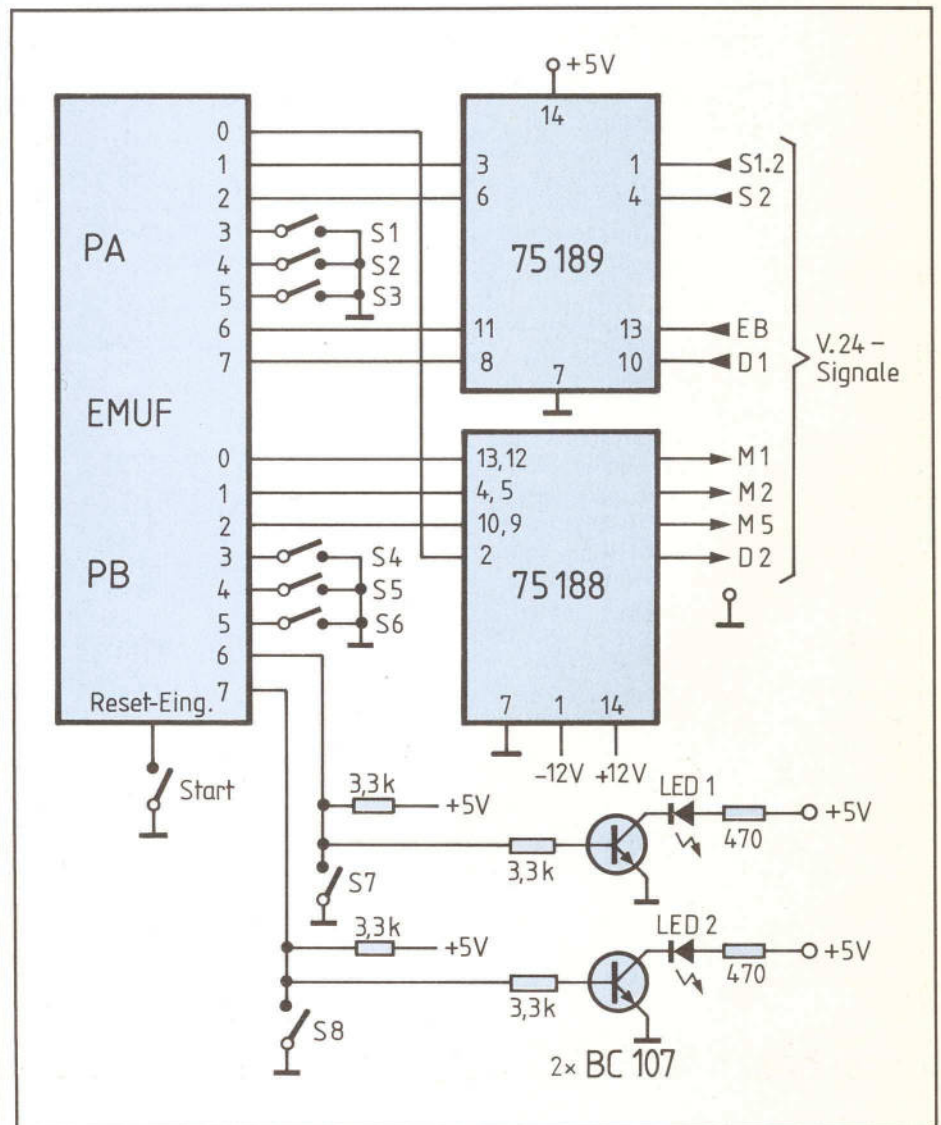 +5V
14
0
1
2
3
4
5
6
7
PA
EMUF
0
1
2
3
4
5
6
7
PB
Reset-Eing.
S1
S2
S3
3
6
11
8
75 189
1
4
13
10
7
S1.2
S2
EB
D1
V.24 –
Signale
13,12
4, 5
10, 9
2
75 188
M1
M2
M5
D2
7 1 14
-12V +12V
S4
S5
S6
Start
3,3k
+5V
3,3k
LED 1
470
+5V
S7
3,3k
+5V
3,3k
LED 2
470
+5V
S8
2× BC 107